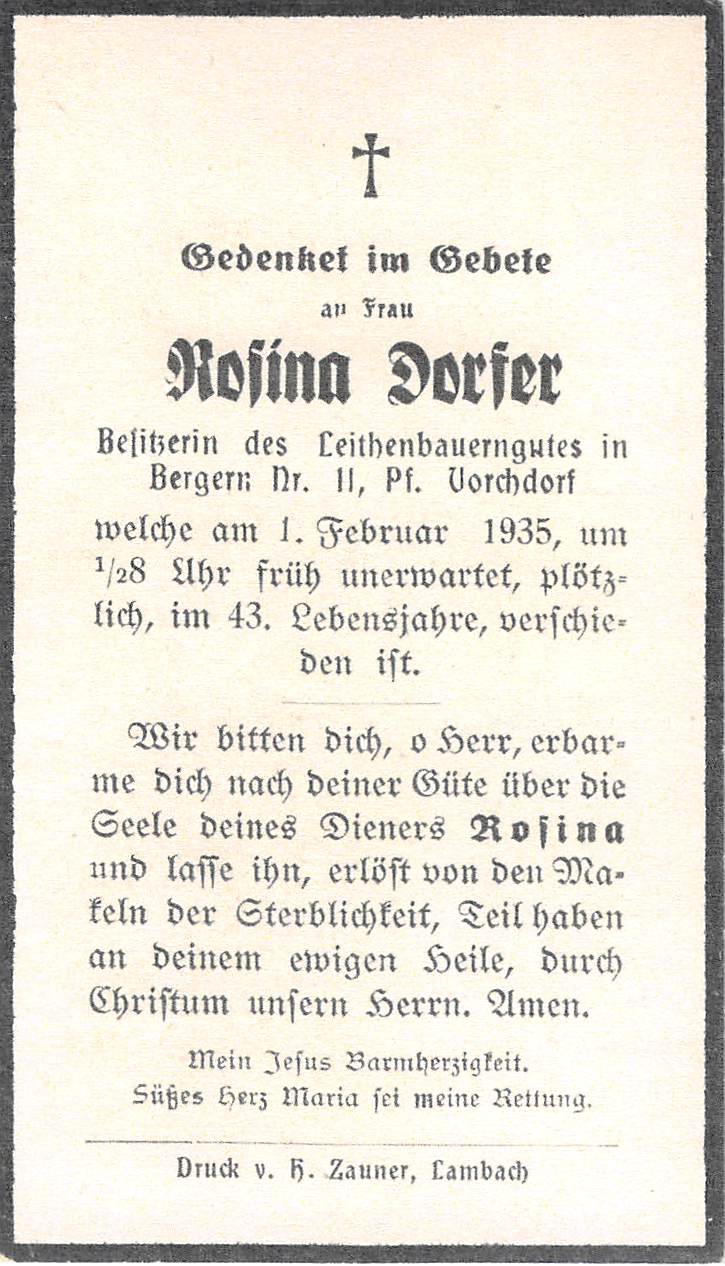 Gedenket im Gebete
an Frau
Rosina Dorfer
Besitzerin des Leithenbauerngutes in
Bergern Nr. 11, Pf. Vorchdorf
welche am 1. Februar 1935, um
1/28 Uhr früh unerwartet, plötz-
lich, im 43. Lebensjahre, verschie-
den ist.
Wir bitten dich, o Herr, erbar-
me dich nach deiner Güte über die
Seele deines Dieners Rosina
und lasse ihn, erlöst von den Ma-
keln der Sterblichkeit, Teil haben
an deinem ewigen Heile, durch
Christum unsern Herrn. Amen.
Mein Jesus Barmherzigkeit.
Süßes Herz Maria sei meine Rettung.
Druck v. H. Zauner, Lambach